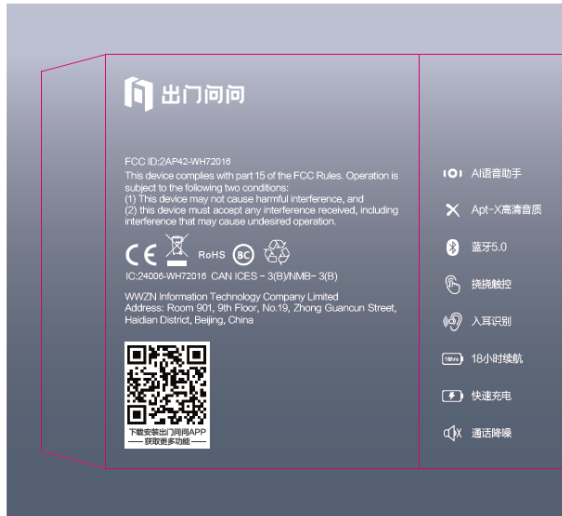 出门问问
FCC ID:2AP42-WH72016
This device complies with part 15 of the FCC Rules. Operation is
subject to the following two conditions:
(1) This device may not cause harmful interference, and
(2) this device must accept any interference received, including
interference that may cause undesired operation.
CE RoHS BC
IC:24006-WH72016 CAN ICES - 3(B)/NMB- 3(B)
WWZN Information Technology Company Limited
Address: Room 901, 9th Floor, No.19, Zhong Guancun Street,
Haidian District, Beijing, China
下载安装出门问问APP
获取更多功能
AI语音助手
Apt-X高清音质
蓝牙5.0
挠挠触控
入耳识别
18hrs
18小时续航
快速充电
通话降噪